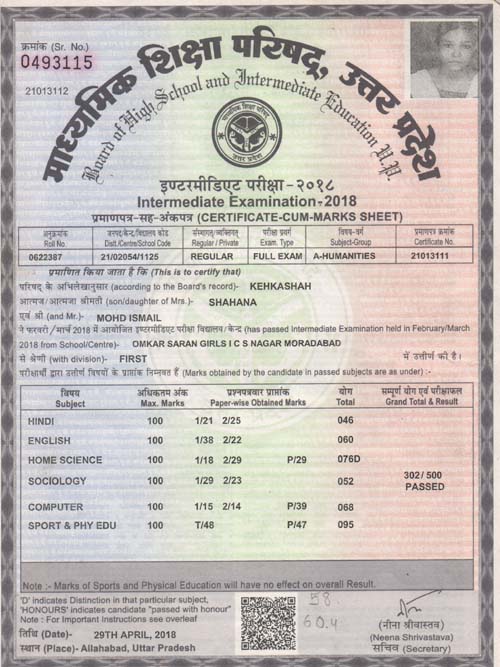 क्रमांक (Sr. No.)
0493115
21013112
माध्यमिक शिक्षा परिषद्, उत्तर प्रदेश
Board of High School and Intermediate Education U.P.
माध्यमिक शिक्षा परिषद्
उत्तर प्रदेश
इण्टरमीडिएट परीक्षा-२०१८
Intermediate Examination-2018
प्रमाणपत्र-सह-अंकपत्र (CERTIFICATE-CUM-MARKS SHEET)
अनुक्रमांक जनपद/केन्द्र/विद्यालय कोड संस्थागत/व्यक्तिगत परीक्षा प्रवर्ग विषय-वर्ग प्रमाणपत्र क्रमांक
Roll No. Distt./Centre/School Code Regular / Private Exam. Type Subject-Group Certificate No.
0622387 21/02054/1125 REGULAR FULL EXAM A-HUMANITIES 21013111
प्रमाणित किया जाता है कि (This is to certify that)
परिषद के अभिलेखानुसार (according to the Board's record)- KEHKASHAH
आत्मज/आत्मजा श्रीमती (son/daughter of Mrs.)- SHAHANA
एवं श्री (and Mr.)- MOHD ISMAIL
ने फरवरी/मार्च 2018 में आयोजित इण्टरमीडिएट परीक्षा विद्यालय/केन्द्र (has passed Intermediate Examination held in February/March
2018 from School/Centre)- OMKAR SARAN GIRLS I C S NAGAR MORADABAD
से श्रेणी (with division)- FIRST में उत्तीर्ण की है।
परीक्षार्थी द्वारा उत्तीर्ण विषयों के प्राप्तांक निम्नवत हैं (Marks obtained by the candidate in passed subjects are as under) :-
विषय अधिकतम अंक प्रश्नपत्रवार प्राप्तांक योग सम्पूर्ण योग एवं परीक्षाफल
Subject Max. Marks Paper-wise Obtained Marks Total Grand Total & Result
HINDI 100 1/21 2/25 046
ENGLISH 100 1/38 2/22 060
HOME SCIENCE 100 1/18 2/29 P/29 076D
SOCIOLOGY 100 1/29 2/23 052 302/500
PASSED
COMPUTER 100 1/15 2/14 P/39 068
SPORT & PHY EDU 100 T/48 P/47 095
Note :- Marks of Sports and Physical Education will have no effect on overall Result.
'D' indicates Distinction in that particular subject,
'HONOURS' indicates candidate "passed with honour"
Note : For Important Instructions see overleaf
58.
60.4
तिथि (Date)- 29TH APRIL, 2018
स्थान (Place)- Allahabad, Uttar Pradesh
(नीना श्रीवास्तव)
(Neena Shrivastava)
सचिव (Secretary)